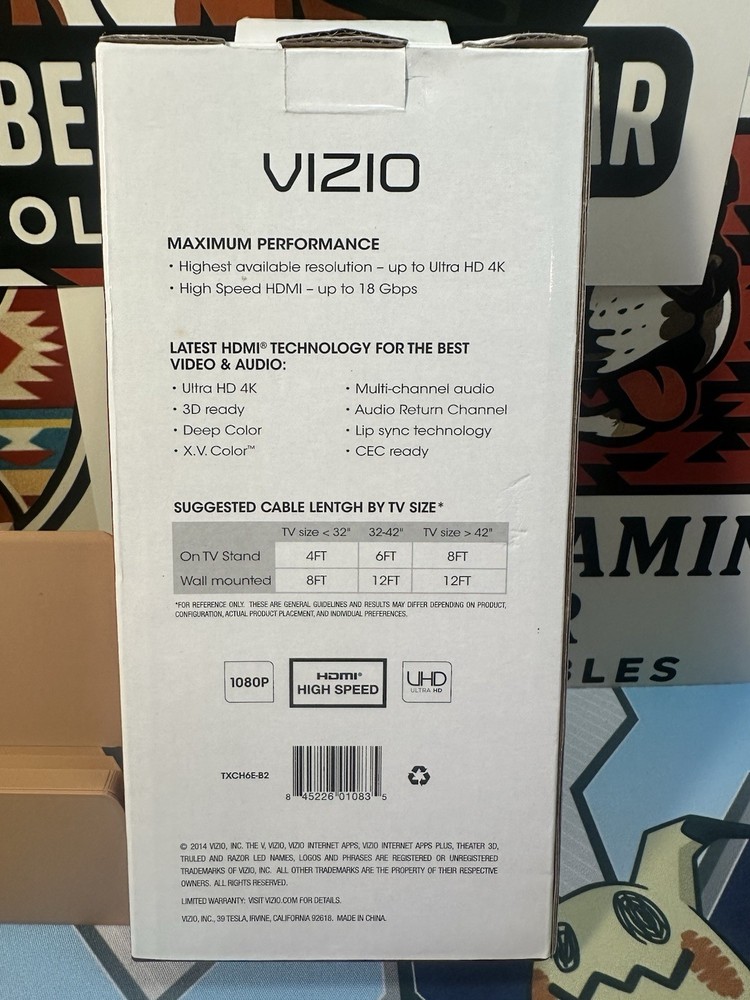 BE
AR
OL
VIZIO
MAXIMUM PERFORMANCE
• Highest available resolution – up to Ultra HD 4K
• High Speed HDMI – up to 18 Gbps
LATEST HDMI® TECHNOLOGY FOR THE BEST
VIDEO & AUDIO:
• Ultra HD 4K
• 3D ready
• Deep Color
• X.V. Color™
• Multi-channel audio
• Audio Return Channel
• Lip sync technology
• CEC ready
SUGGESTED CABLE LENTGH BY TV SIZE*
TV size < 32" 32-42" TV size > 42"
On TV Stand 4FT 6FT 8FT
Wall mounted 8FT 12FT 12FT
*FOR REFERENCE ONLY. THESE ARE GENERAL GUIDELINES AND RESULTS MAY DIFFER DEPENDING ON PRODUCT,
CONFIGURATION, ACTUAL PRODUCT PLACEMENT, AND INDIVIDUAL PREFERENCES.
AMIN
R
BLES
1080P
HDMI®
HIGH SPEED
UHD
ULTRA HD
TXCH6E-B2
8 45226 01083 5
© 2014 VIZIO, INC. THE V, VIZIO, VIZIO INTERNET APPS, VIZIO INTERNET APPS PLUS, THEATER 3D,
TRULED AND RAZOR LED NAMES, LOGOS AND PHRASES ARE REGISTERED OR UNREGISTERED
TRADEMARKS OF VIZIO, INC. ALL OTHER TRADEMARKS ARE THE PROPERTY OF THEIR RESPECTIVE
OWNERS. ALL RIGHTS RESERVED.
LIMITED WARRANTY: VISIT VIZIO.COM FOR DETAILS.
VIZIO, INC., 39 TESLA, IRVINE, CALIFORNIA 92618. MADE IN CHINA.